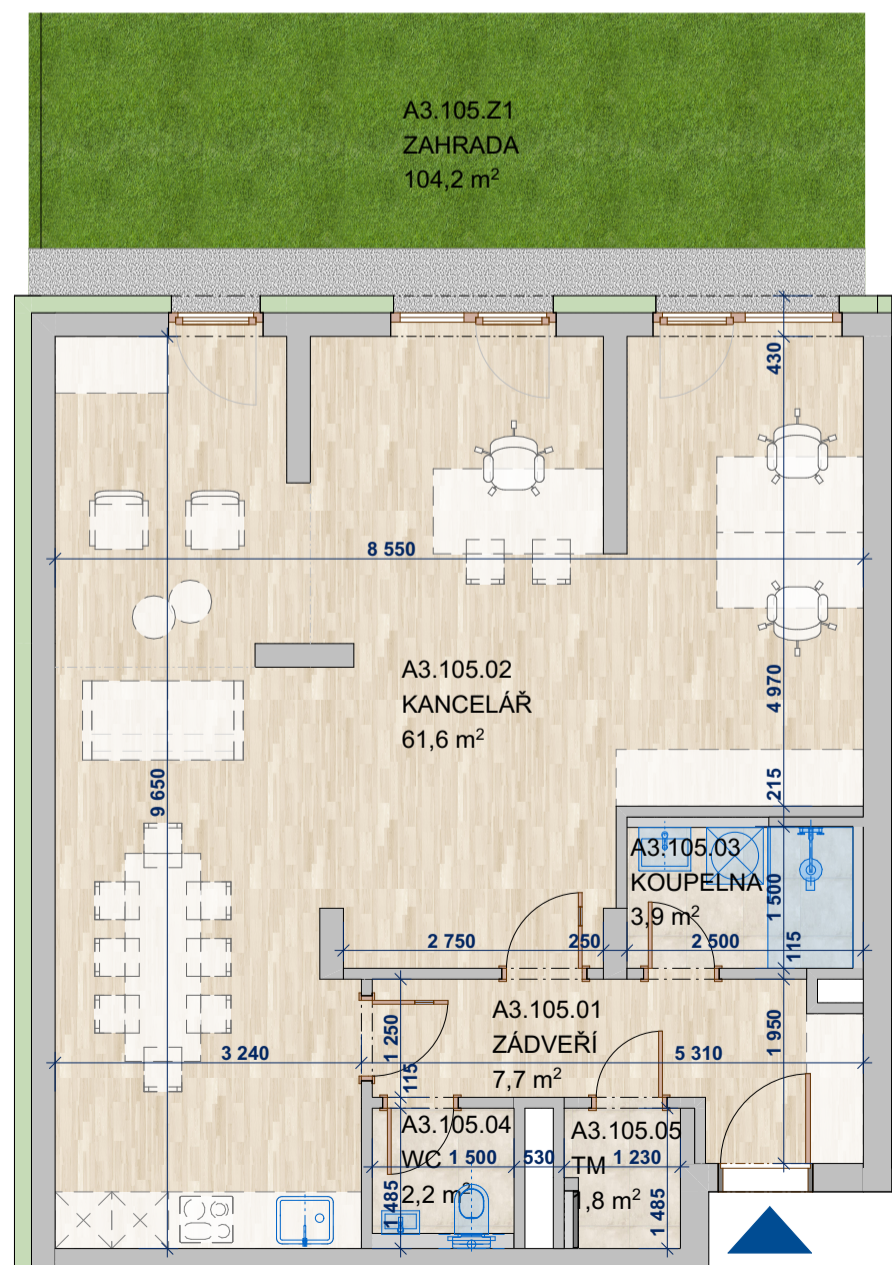 A3.105.Z1
ZAHRADA
104,2 m²
430
8 550
A3.105.02
KANCELÁŘ
61,6 m²
4 970
9 650
215
A3.105.03
KOUPELNA
3,9 m²
1 500
2 750
250
2 500
115
A3.105.01
ZÁDVEŘÍ
7,7 m²
1 250
1 950
3 240
5 310
115
A3.105.04
WC
2,2 m²
1 500
530
A3.105.05
TM
1,8 m²
1 230
1 485
1 485